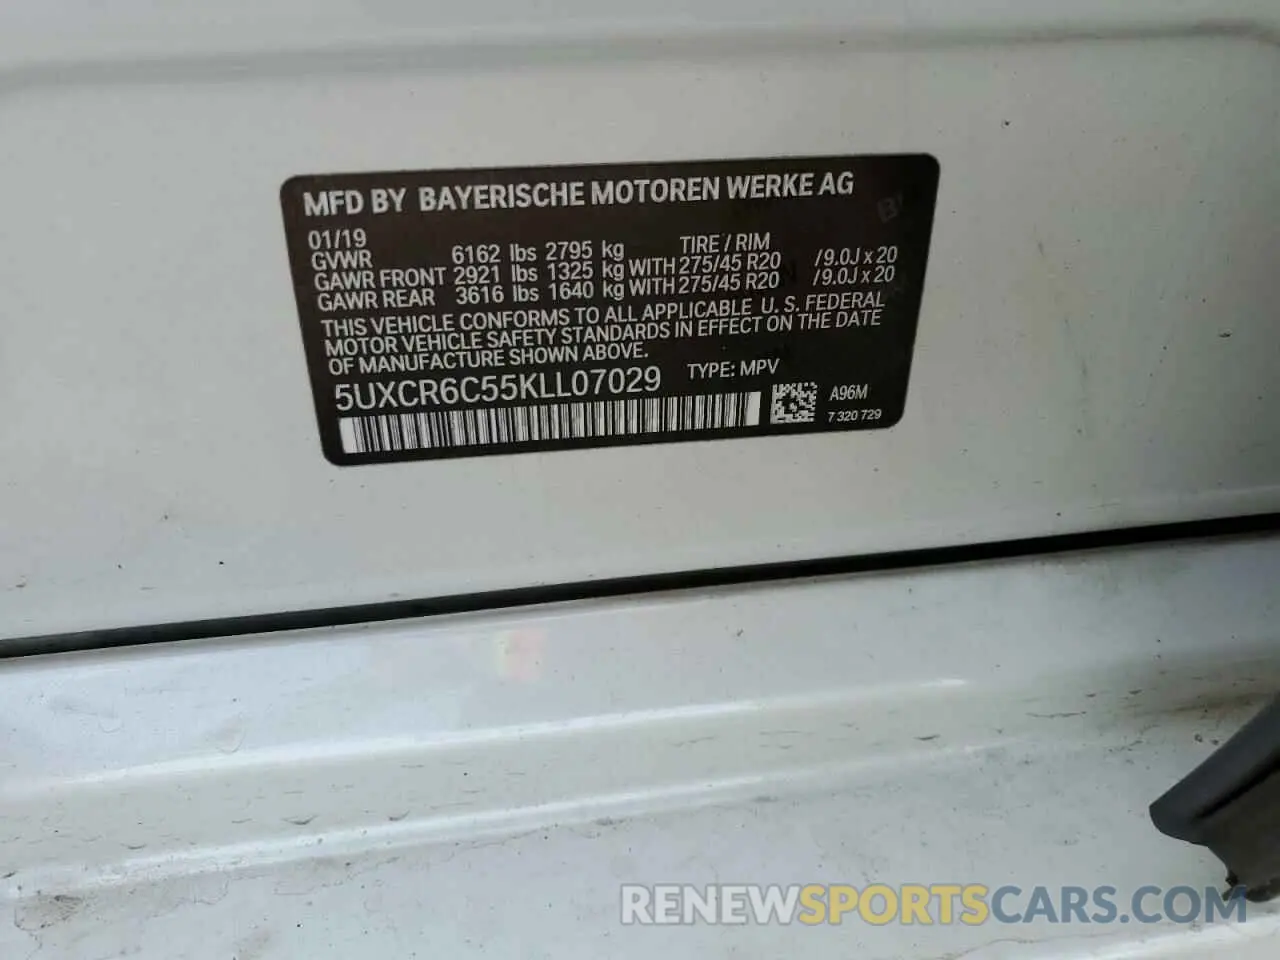 MFD BY BAYERISCHE MOTOREN WERKE AG
01/19
TIRE / RIM
GVWR 6162 lbs 2795 kg
GAWR FRONT 2921 lbs 1325 kg WITH 275/45 R20 /9.0J x 20
GAWR REAR 3616 lbs 1640 kg WITH 275/45 R20 /9.0J x 20
THIS VEHICLE CONFORMS TO ALL APPLICABLE U. S. FEDERAL
MOTOR VEHICLE SAFETY STANDARDS IN EFFECT ON THE DATE
OF MANUFACTURE SHOWN ABOVE.
5UXCR6C55KLL07029 TYPE: MPV
A96M
7 320 729
RENEWSPORTSCARS.COM